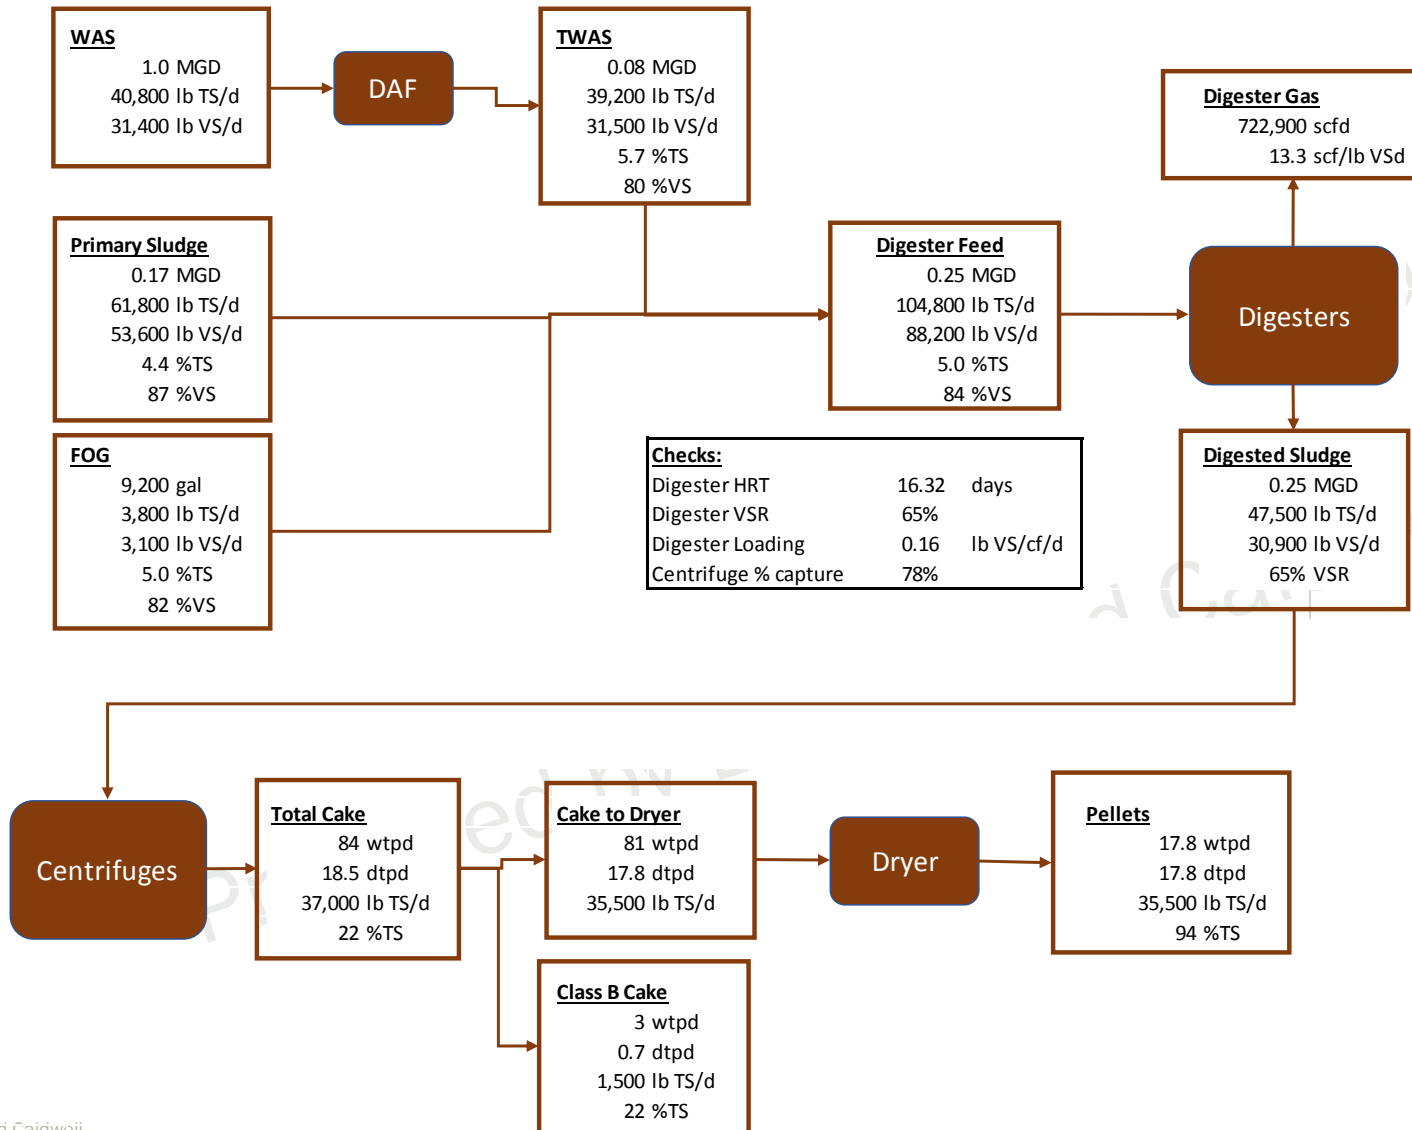 WAS
1.0 MGD
40,800 lb TS/d
31,400 lb VS/d
DAF
TWAS
0.08 MGD
39,200 lb TS/d
31,500 lb VS/d
5.7 %TS
80 %VS
Digester Gas
722,900 scfd
13.3 scf/lb VSd
Primary Sludge
0.17 MGD
61,800 lb TS/d
53,600 lb VS/d
4.4 %TS
87 %VS
Digester Feed
0.25 MGD
104,800 lb TS/d
88,200 lb VS/d
5.0 %TS
84 %VS
Digesters
FOG
9,200 gal
3,800 lb TS/d
3,100 lb VS/d
5.0 %TS
82 %VS
Checks:
Digester HRT 16.32 days
Digester VSR 65%
Digester Loading 0.16 lb VS/cf/d
Centrifuge % capture 78%
Digested Sludge
0.25 MGD
47,500 lb TS/d
30,900 lb VS/d
65% VSR
Centrifuges
Total Cake
84 wtpd
18.5 dtpd
37,000 lb TS/d
22 %TS
Cake to Dryer
81 wtpd
17.8 dtpd
35,500 lb TS/d
Dryer
Pellets
17.8 wtpd
17.8 dtpd
35,500 lb TS/d
94 %TS
Class B Cake
3 wtpd
0.7 dtpd
1,500 lb TS/d
22 %TS